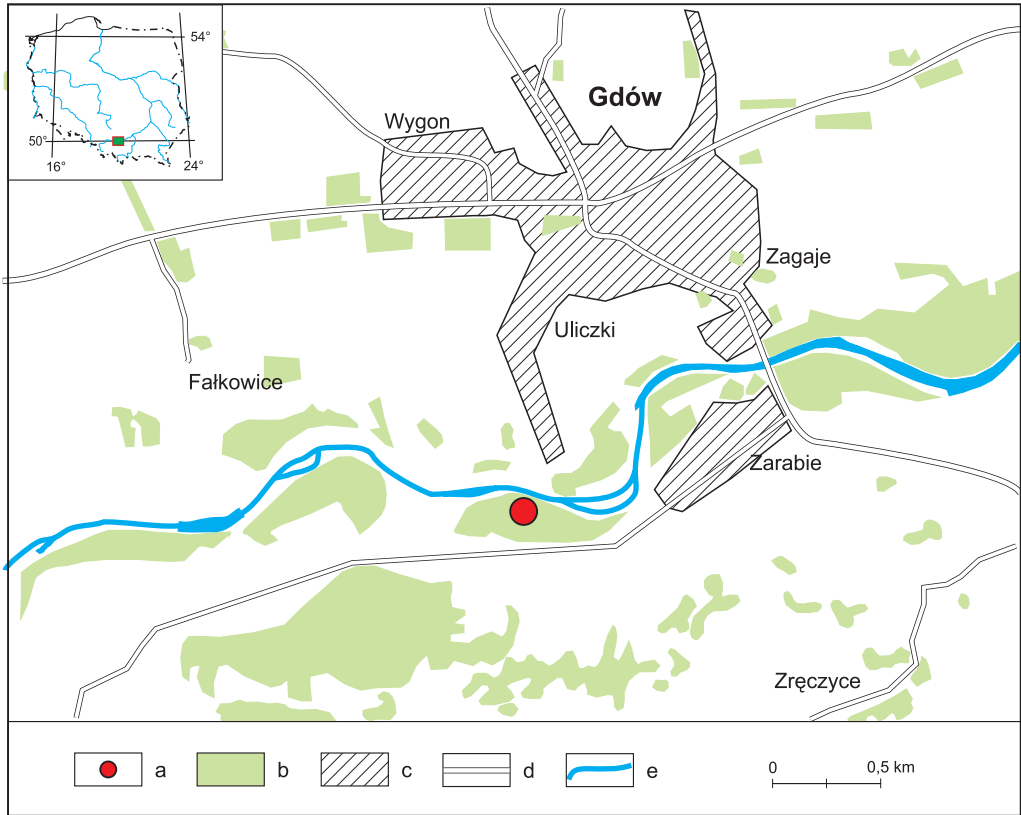 54°
50°
16°
24°
Gdów
Wygon
Zagaje
Uliczki
Fałkowice
Zarabie
Zręczyce
a
b
c
d
e
0
0,5 km